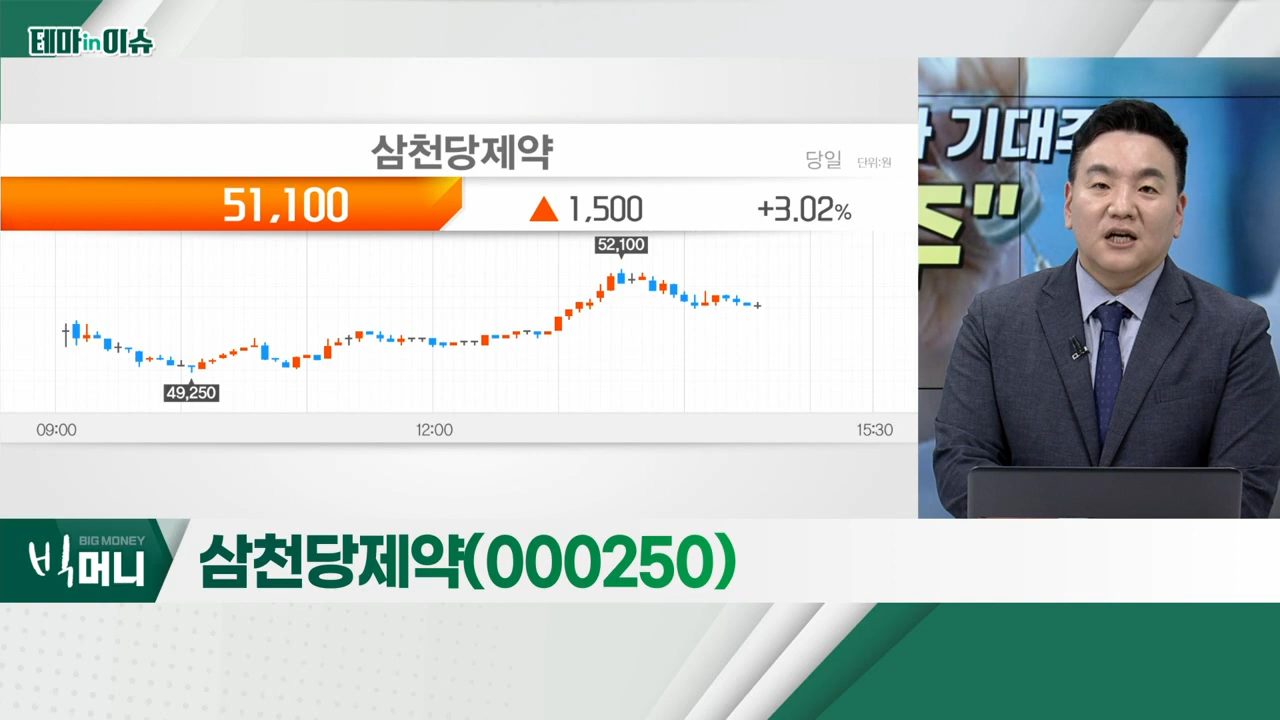 테마in이슈
삼천당제약
당일 단위:원
51,100 ▲ 1,500 +3.02%
52,100
49,250
09:00 12:00 15:30
기대주
BIG MONEY
빅머니
삼천당제약(000250)